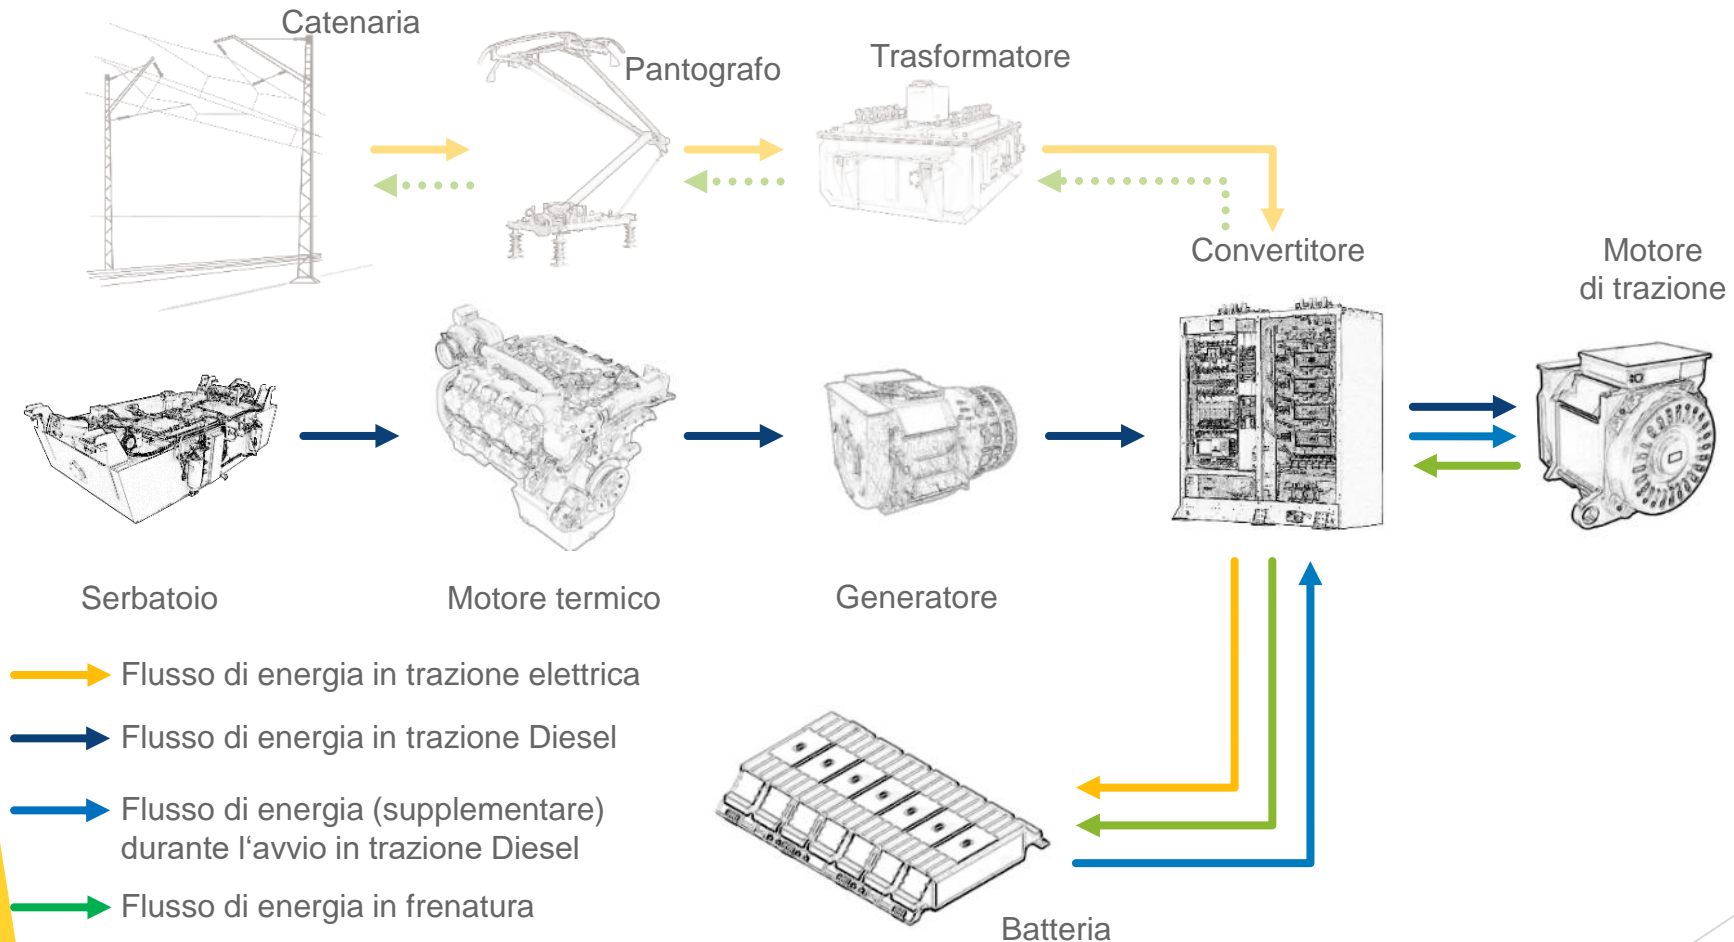 Catenaria
Pantografo
Trasformatore
Convertitore
Motore
di trazione
Serbatoio
Motore termico
Generatore
Flusso di energia in trazione elettrica
Flusso di energia in trazione Diesel
Flusso di energia (supplementare)
durante l‘avvio in trazione Diesel
Flusso di energia in frenatura
Batteria